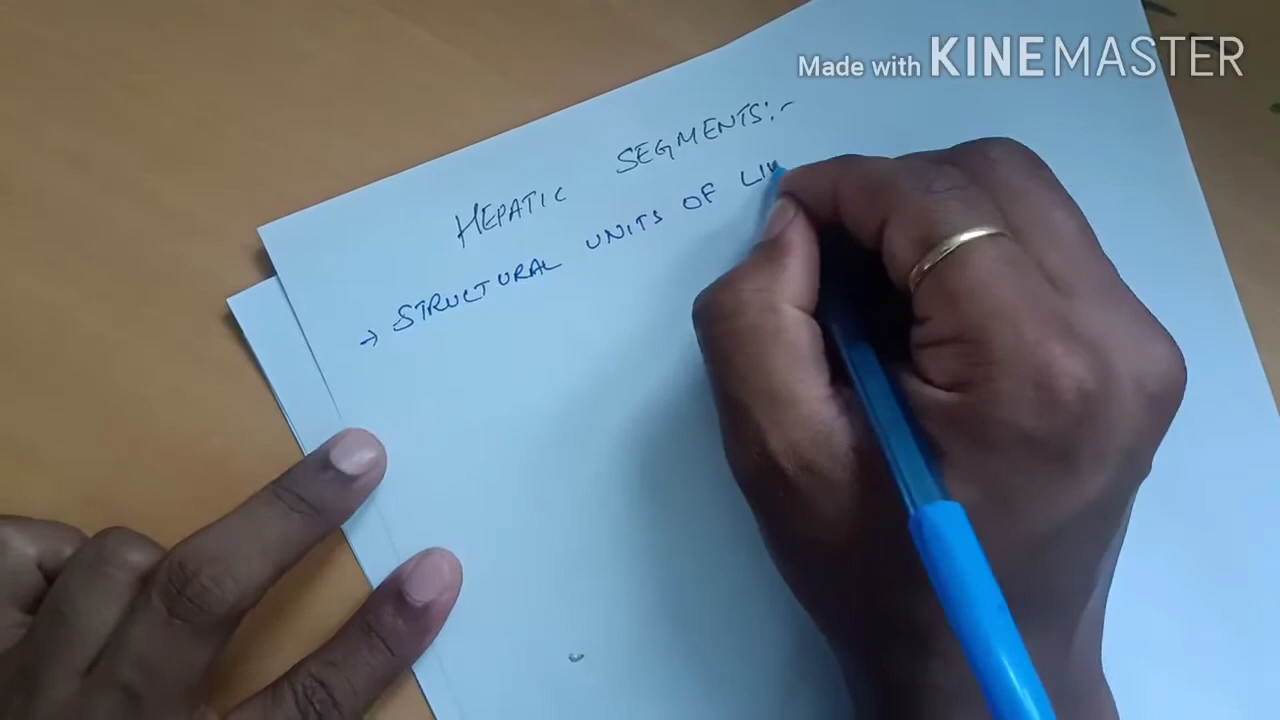 Made with KINEMASTER
HEPATIC SEGMENTS:-
→ STRUCTURAL UNITS OF